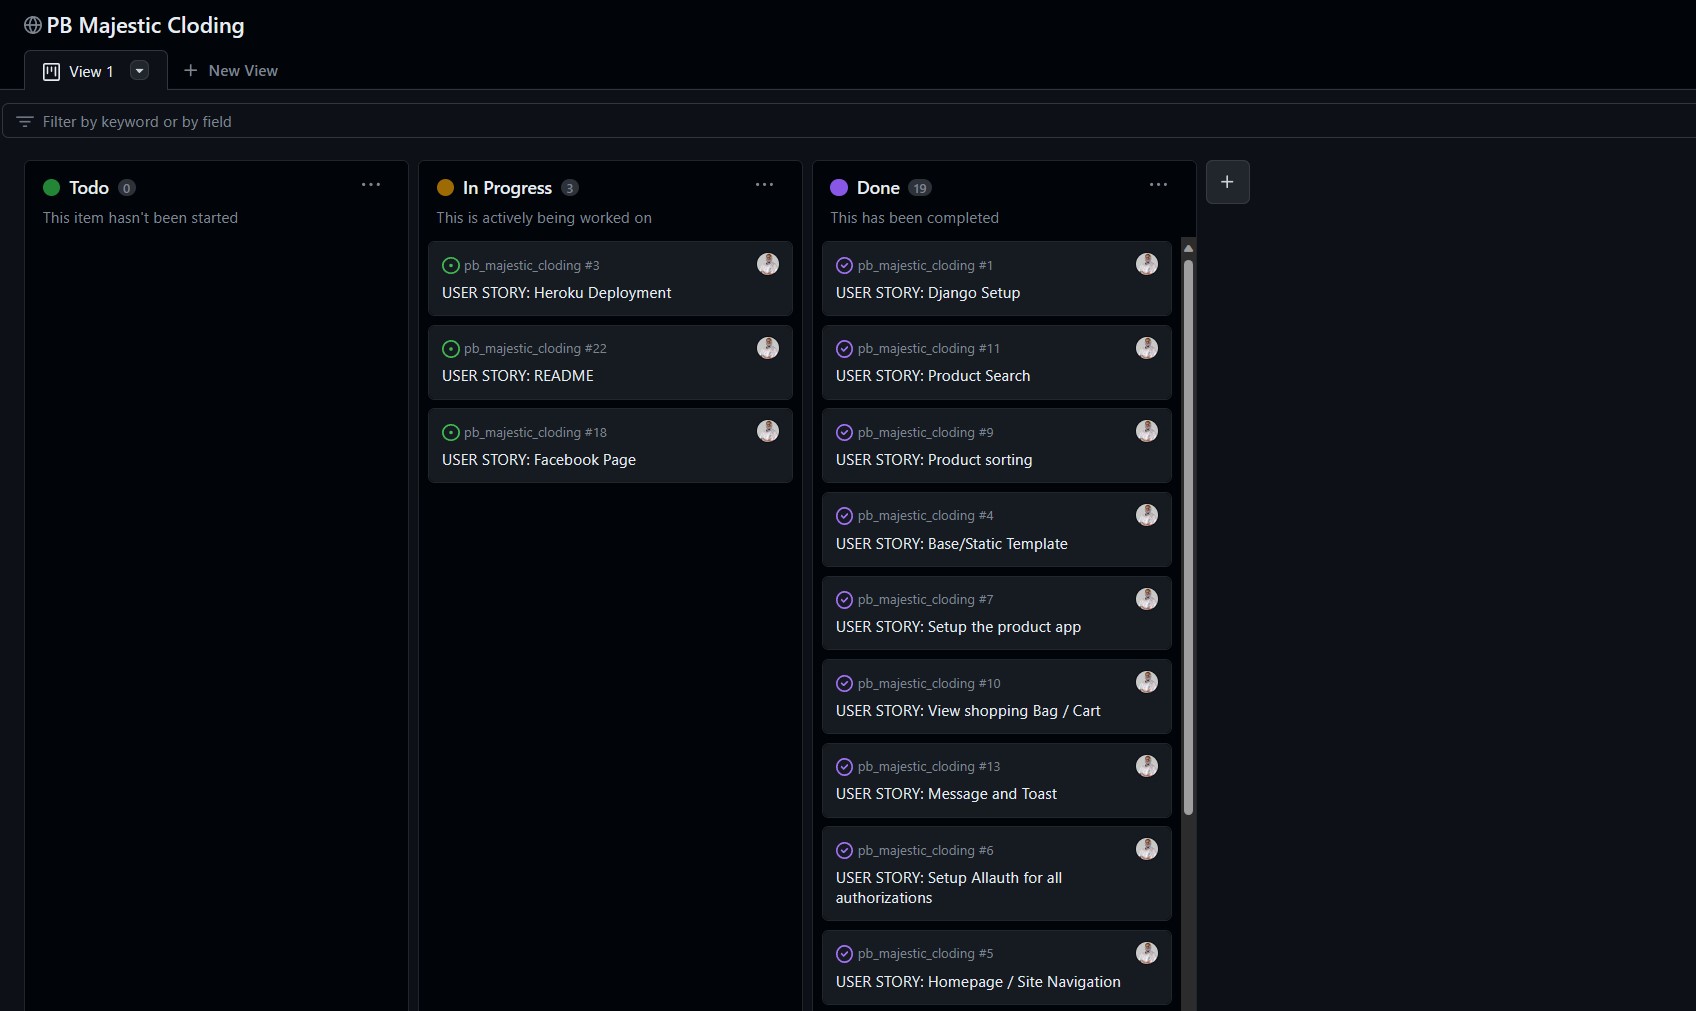 PB Majestic Cloding
View 1
New View
Filter by keyword or by field
Todo 0
This item hasn't been started
In Progress 3
This is actively being worked on
pb_majestic_cloding #3
USER STORY: Heroku Deployment
pb_majestic_cloding #22
USER STORY: README
pb_majestic_cloding #18
USER STORY: Facebook Page
Done 19
This has been completed
pb_majestic_cloding #1
USER STORY: Django Setup
pb_majestic_cloding #11
USER STORY: Product Search
pb_majestic_cloding #9
USER STORY: Product sorting
pb_majestic_cloding #4
USER STORY: Base/Static Template
pb_majestic_cloding #7
USER STORY: Setup the product app
pb_majestic_cloding #10
USER STORY: View shopping Bag / Cart
pb_majestic_cloding #13
USER STORY: Message and Toast
pb_majestic_cloding #6
USER STORY: Setup Allauth for all
authorizations
pb_majestic_cloding #5
USER STORY: Homepage / Site Navigation